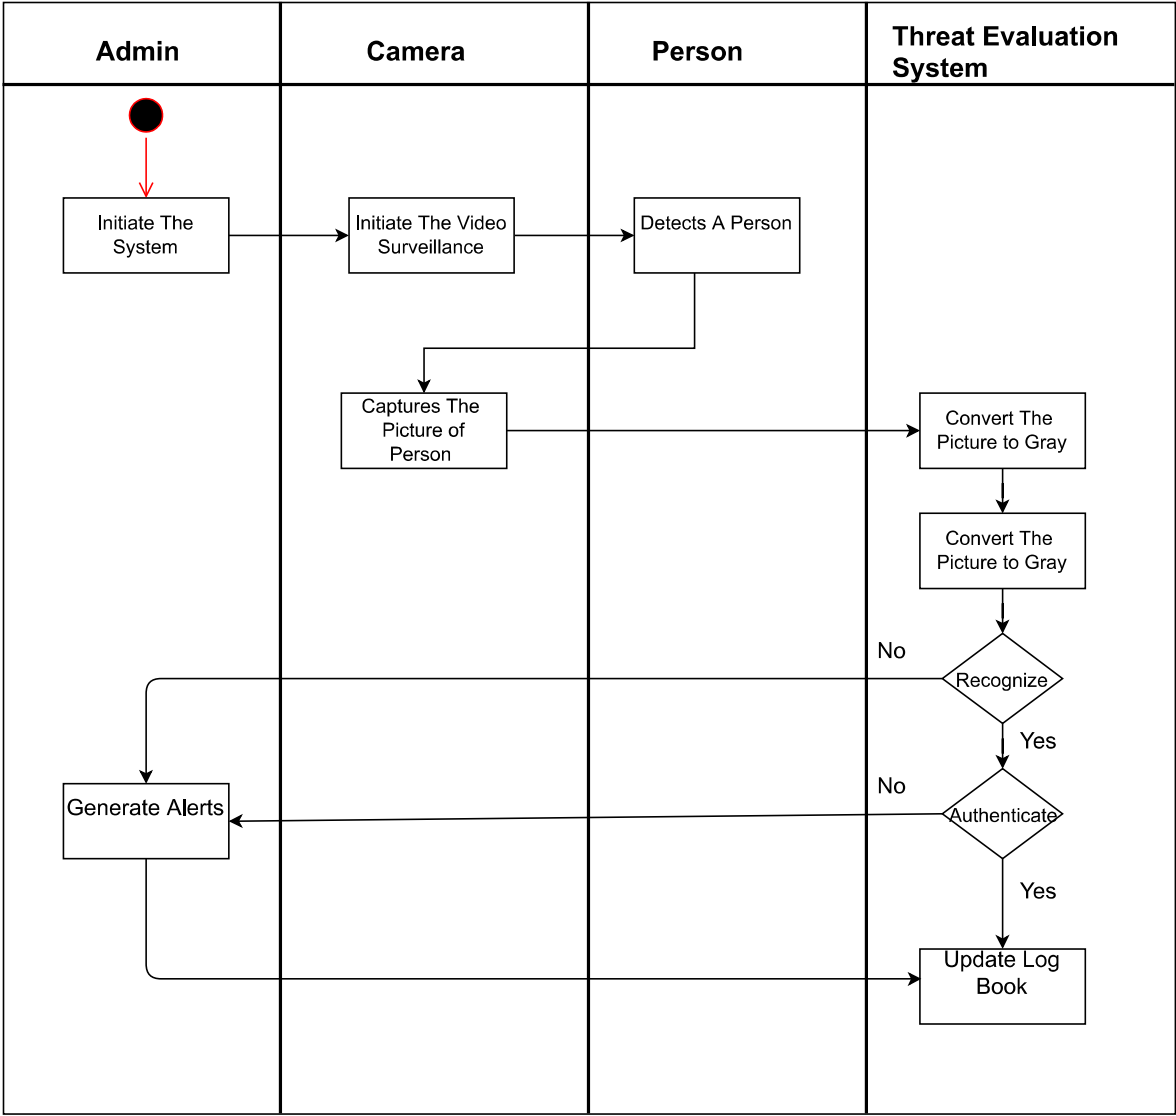 Admin
Camera
Person
Threat Evaluation
System
Initiate The
System
Initiate The Video
Surveillance
Detects A Person
Captures The
Picture of
Person
Convert The
Picture to Gray
Convert The
Picture to Gray
No
Recognize
Yes
No
Generate Alerts
Authenticate
Yes
Update Log
Book